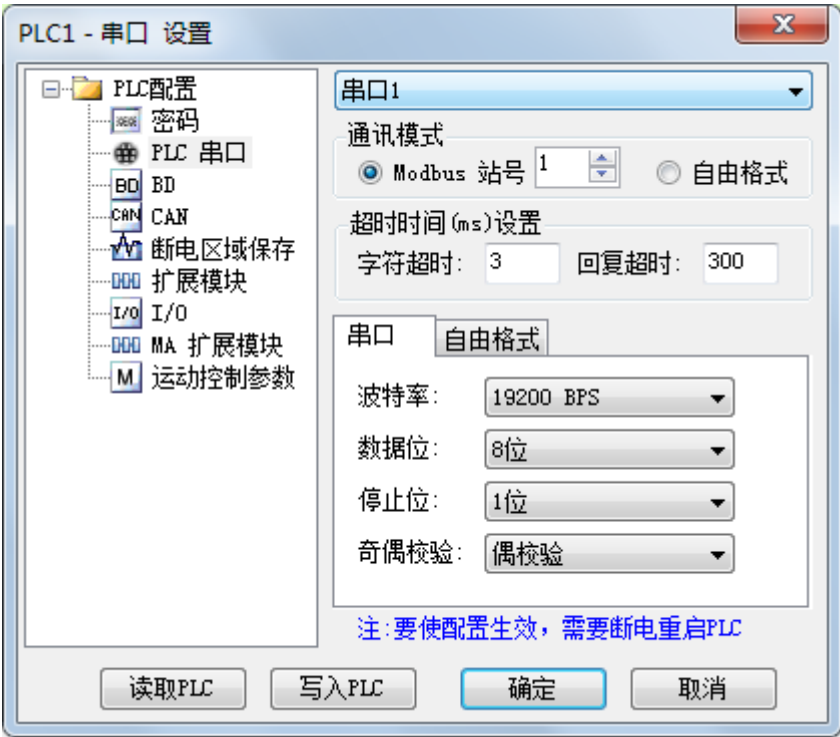 PLC1 - 串口 设置
PLC配置
密码
PLC 串口
BD BD
CAN CAN
断电区域保存
扩展模块
I/O I/O
MA 扩展模块
M 运动控制参数
串口1
通讯模式
Modbus 站号 1 自由格式
超时时间(ms)设置
字符超时: 3 回复超时: 300
串口 自由格式
波特率: 19200 BPS
数据位: 8位
停止位: 1位
奇偶校验: 偶校验
注:要使配置生效，需要断电重启PLC
读取PLC 写入PLC 确定 取消